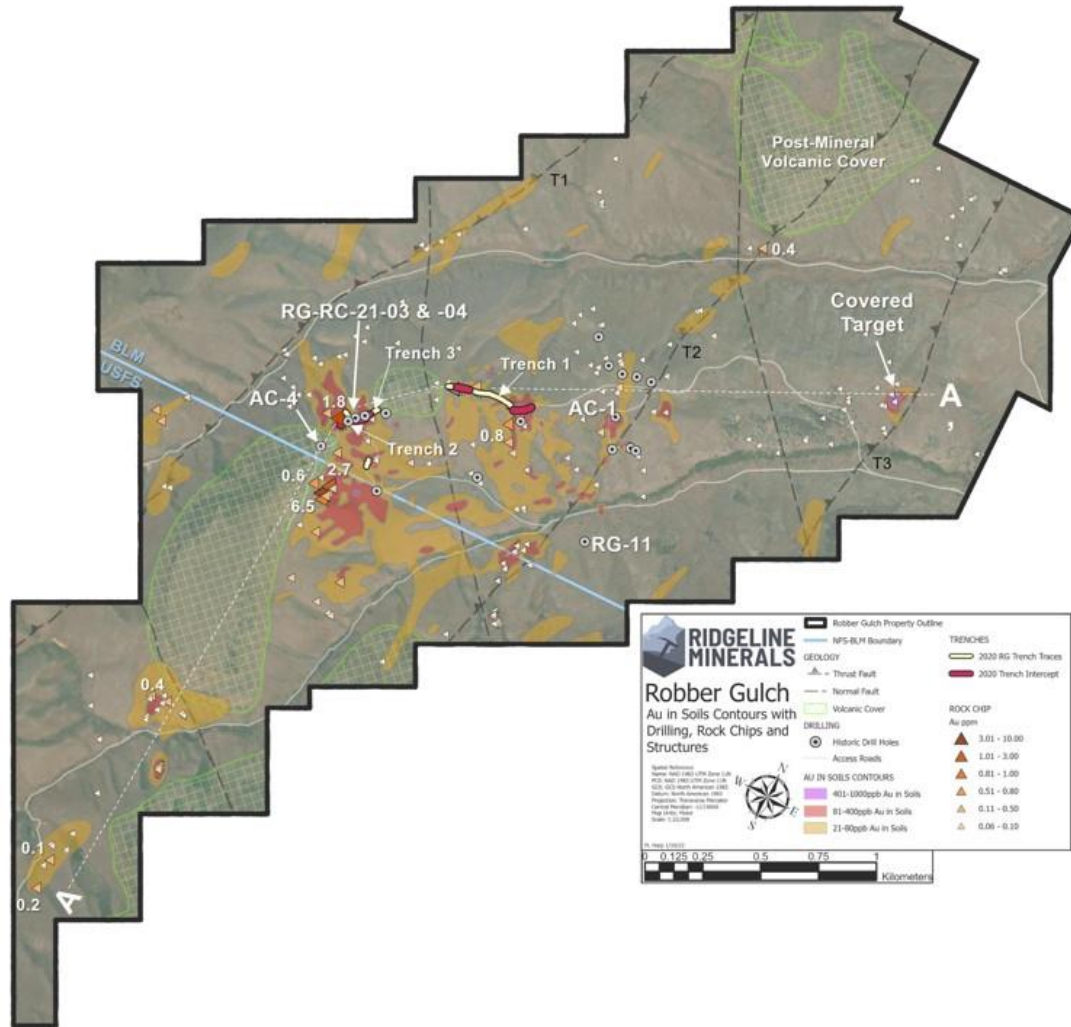 Post-Mineral
Volcanic Cover
T1
0.4
RG-RC-21-03 & -04
Covered
Target
BLM
USFS
Trench 3
Trench 1
T2
AC-4
1.8
AC-1
A
,
Trench 2
0.8
0.6
2.7
T3
6.5
RG-11
0.4
0.1
A
0.2
RIDGELINE
MINERALS
Robber Gulch
Au in Soils Contours with
Drilling, Rock Chips and
Structures
Spatial Reference
Map Units: Meter
N
W
E
S
Robber Gulch Property Outline
NFS-BLM Boundary
GEOLOGY
Thrust Fault
Normal Fault
Volcanic Cover
DRILLING
Historic Drill Holes
Access Roads
AU IN SOILS CONTOURS
401-1000ppb Au in Soils
81-400ppb Au in Soils
21-80ppb Au in Soils
TRENCHES
2020 RG Trench Traces
2020 Trench Intercept
ROCK CHIP
Au ppm
3.01 - 10.00
1.01 - 3.00
0.81 - 1.00
0.51 - 0.80
0.11 - 0.50
0.06 - 0.10
0 0.125 0.25 0.5 0.75 1
Kilometers